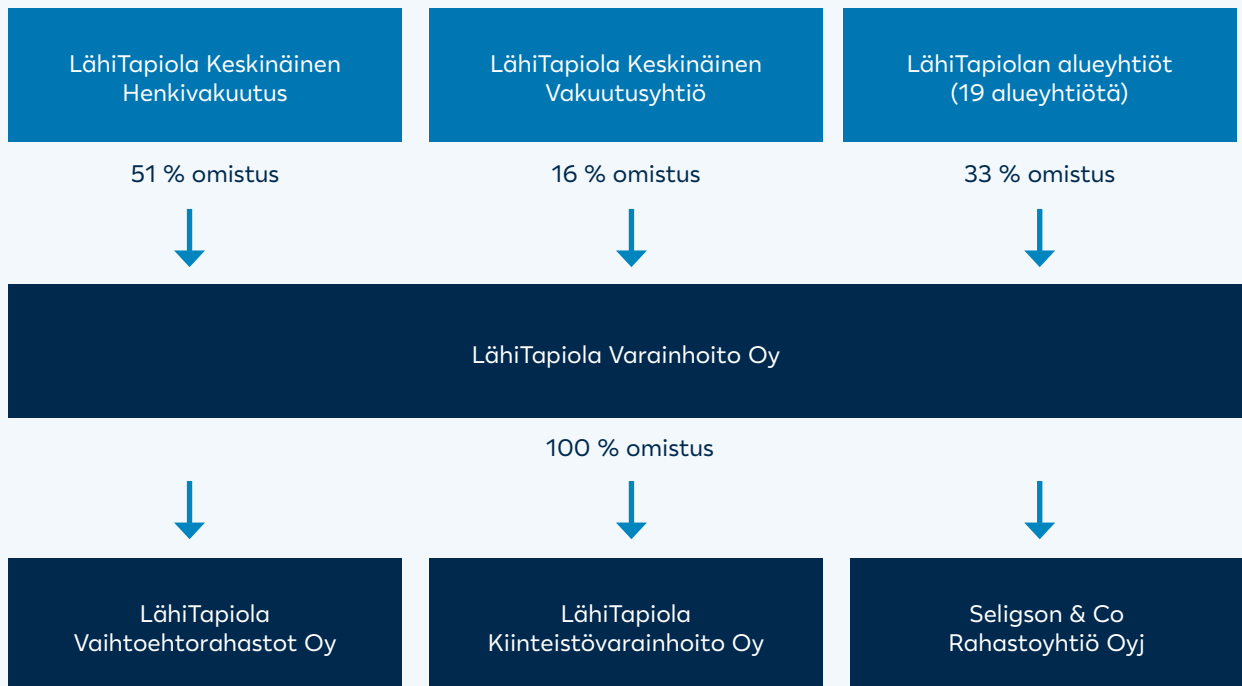 LähiTapiola Keskinäinen
Henkivakuutus
LähiTapiola Keskinäinen
Vakuutusyhtiö
LähiTapiolan alueyhtiöt
(19 alueyhtiötä)
51 % omistus
16 % omistus
33 % omistus
LähiTapiola Varainhoito Oy
100 % omistus
LähiTapiola
Vaihtoehtorahastot Oy
LähiTapiola
Kiinteistövarainhoito Oy
Seligson & Co
Rahastoyhtiö Oyj